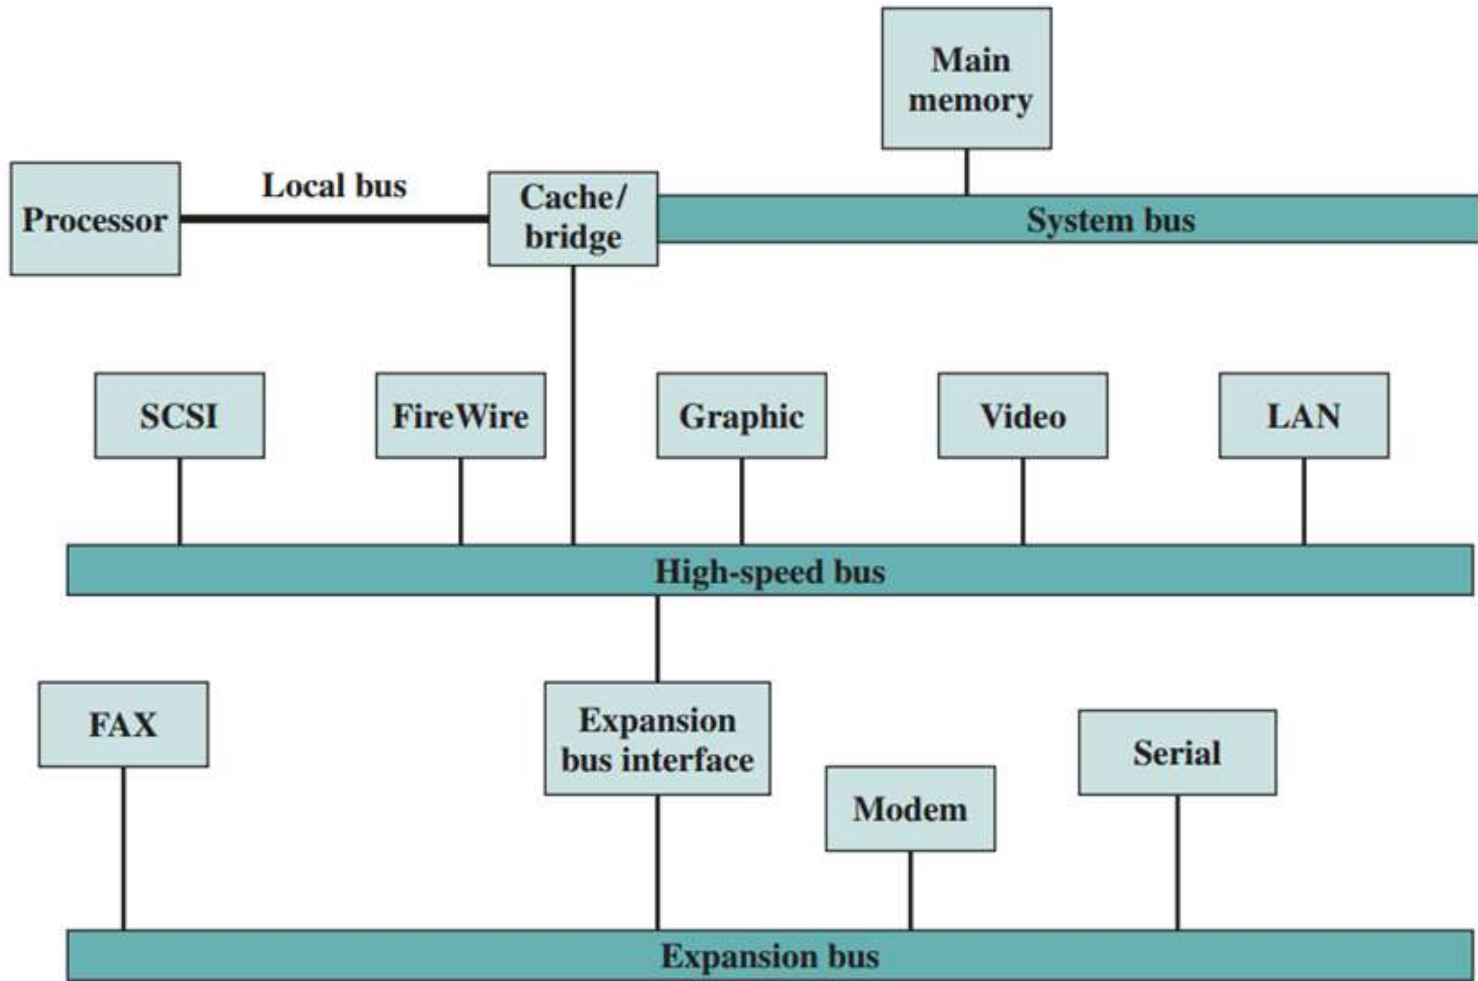 Main
memory
Local bus
Processor
Cache/
bridge
System bus
SCSI
FireWire
Graphic
Video
LAN
High-speed bus
FAX
Expansion
bus interface
Modem
Serial
Expansion bus